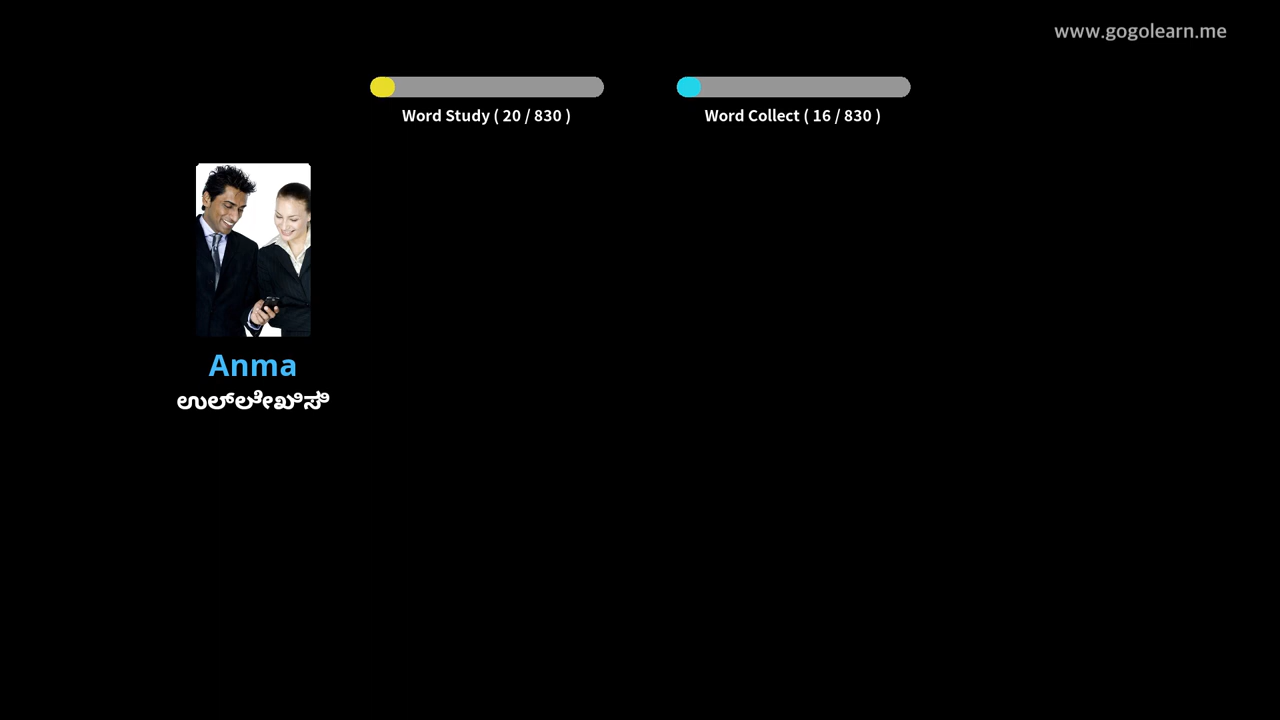 www.gogolearn.me
Word Study ( 20 / 830 )
Word Collect ( 16 / 830 )
Anma
ಉಲ್ಲೇಖಿಸಿ